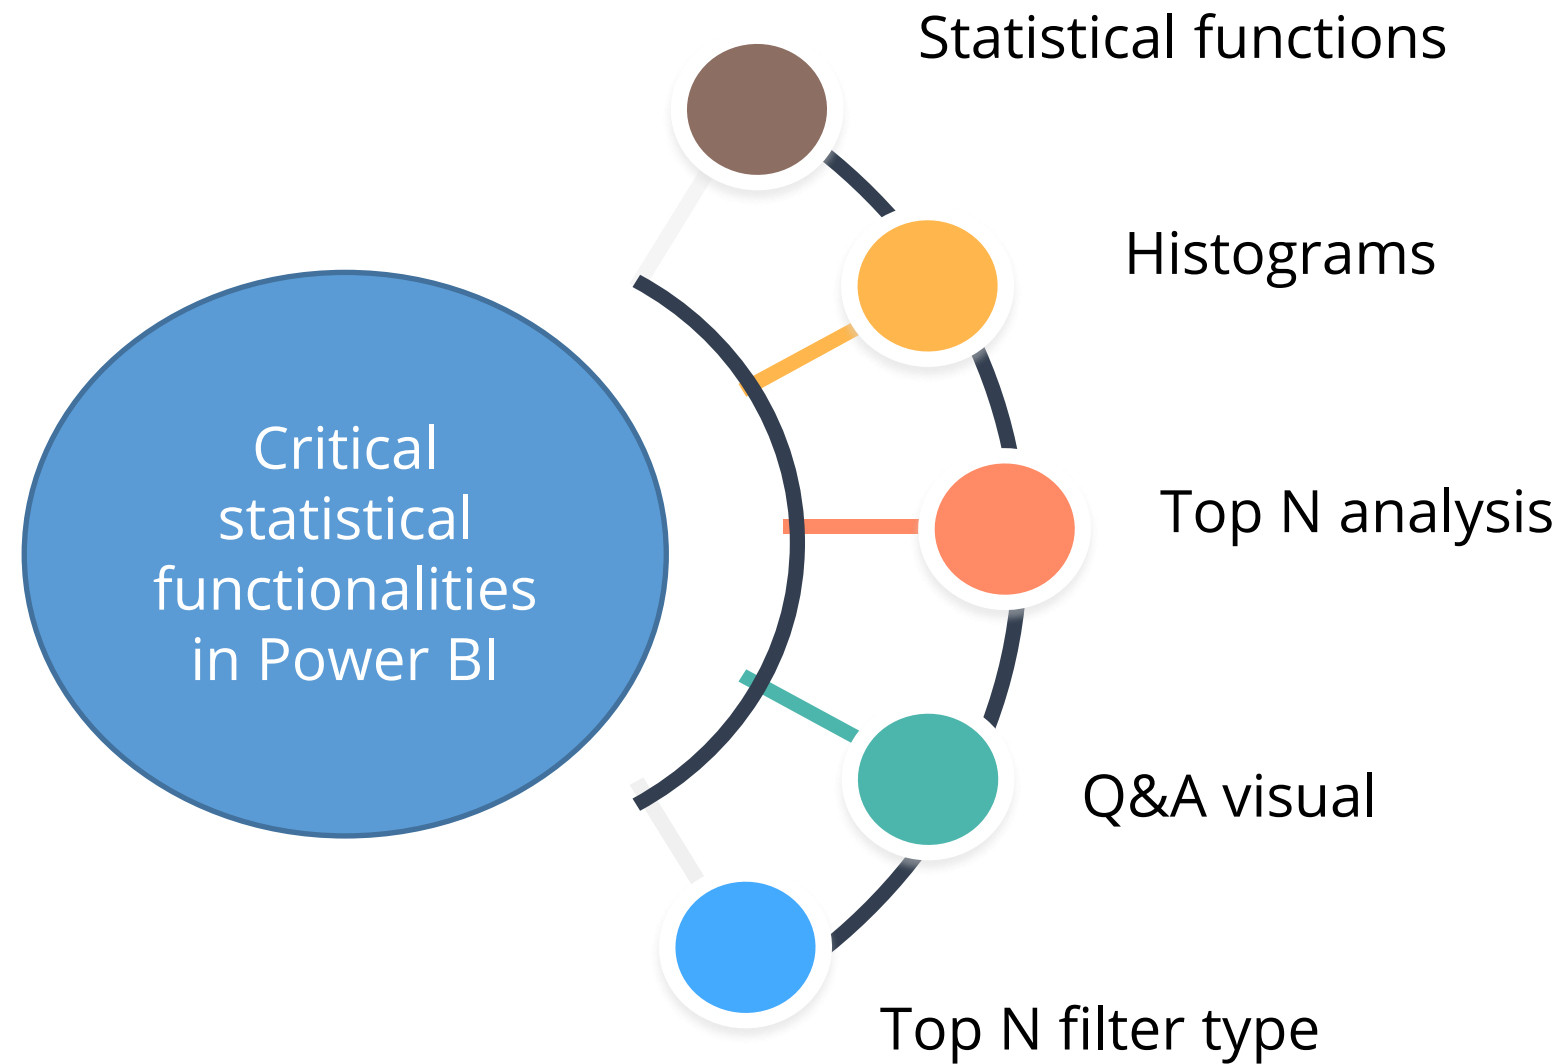 Statistical functions
Histograms
Critical
statistical
functionalities
in Power BI
Top N analysis
Q&A visual
Top N filter type